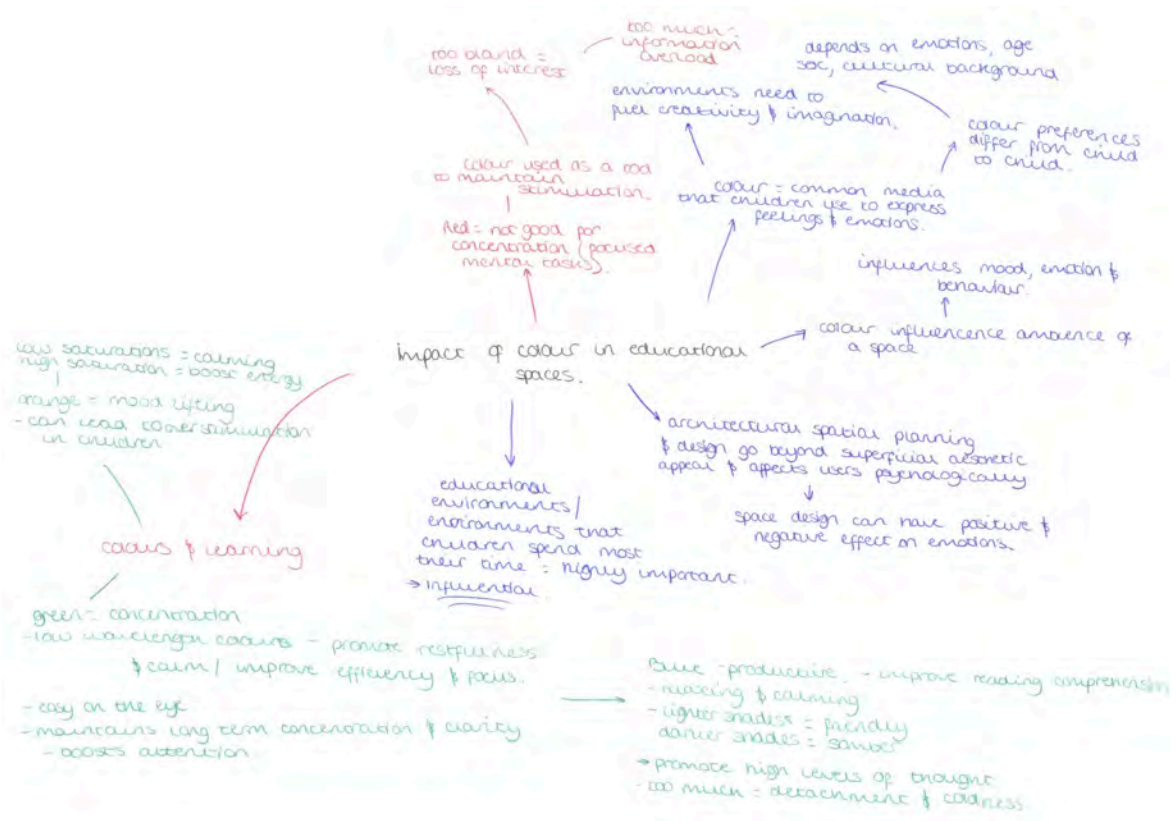 too much =
information
overload
too bland =
loss of interest
colour used as a tool
to maintain
stimulation.
Red = not good for
concentration (focused
mental tasks).
depends on emotions, age
soc, cultural background
environments need to
fuel creativity & imagination.
colour preferences
differ from child
to child.
colour = common media
that children use to express
feelings & emotions.
influences mood, emotion &
behaviour.
colour influencence ambience of
a space
impact of colour in educational
spaces.
low saturations = calming
high saturation = boost energy
orange = mood lifting
- can lead to overstimulation
in children
colours & learning
educational
environments /
environments that
children spend most
their time = highly important.
→ influential
architectural spatial planning
& design go beyond superficial aesthetic
appeal & affects users psychologically
space design can have positive &
negative effect on emotions.
green = concentration
- low wavelength colours - promote restfulness
& calm / improve efficiency & focus.
- easy on the eye
- maintains long term concentration & clarity
- boosts attention
Blue - productive. - improve reading comprehension
- relaxing & calming
- lighter shades = friendly
darker shades = somber
→ promote high levels of thought
- too much = detachment & coldness.